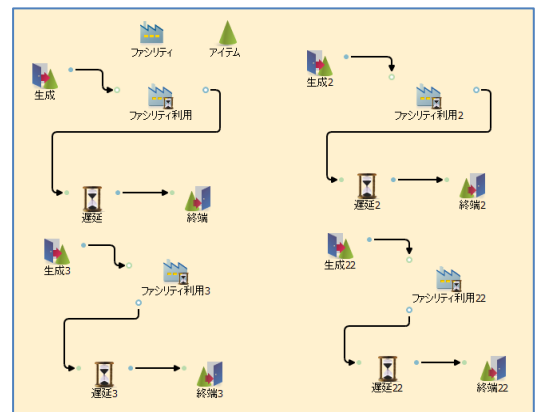 ファシリティ
アイテム
生成
ファシリティ利用
遅延
終端
生成2
ファシリティ利用2
遅延2
終端2
生成3
ファシリティ利用3
遅延3
終端3
生成22
ファシリティ利用22
遅延22
終端22